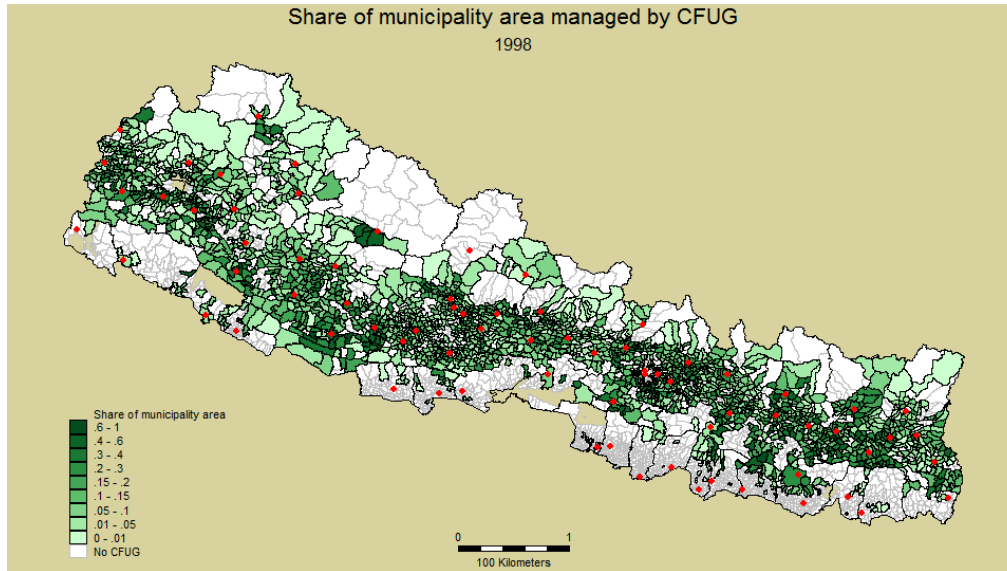 Share of municipality area managed by CFUG
1998
Share of municipality area
.6 - 1
.4 - .6
.3 - .4
.2 - .3
.15 - .2
.1 - .15
.05 - .1
.01 - .05
0 - .01
No CFUG
0 1
100 Kilometers